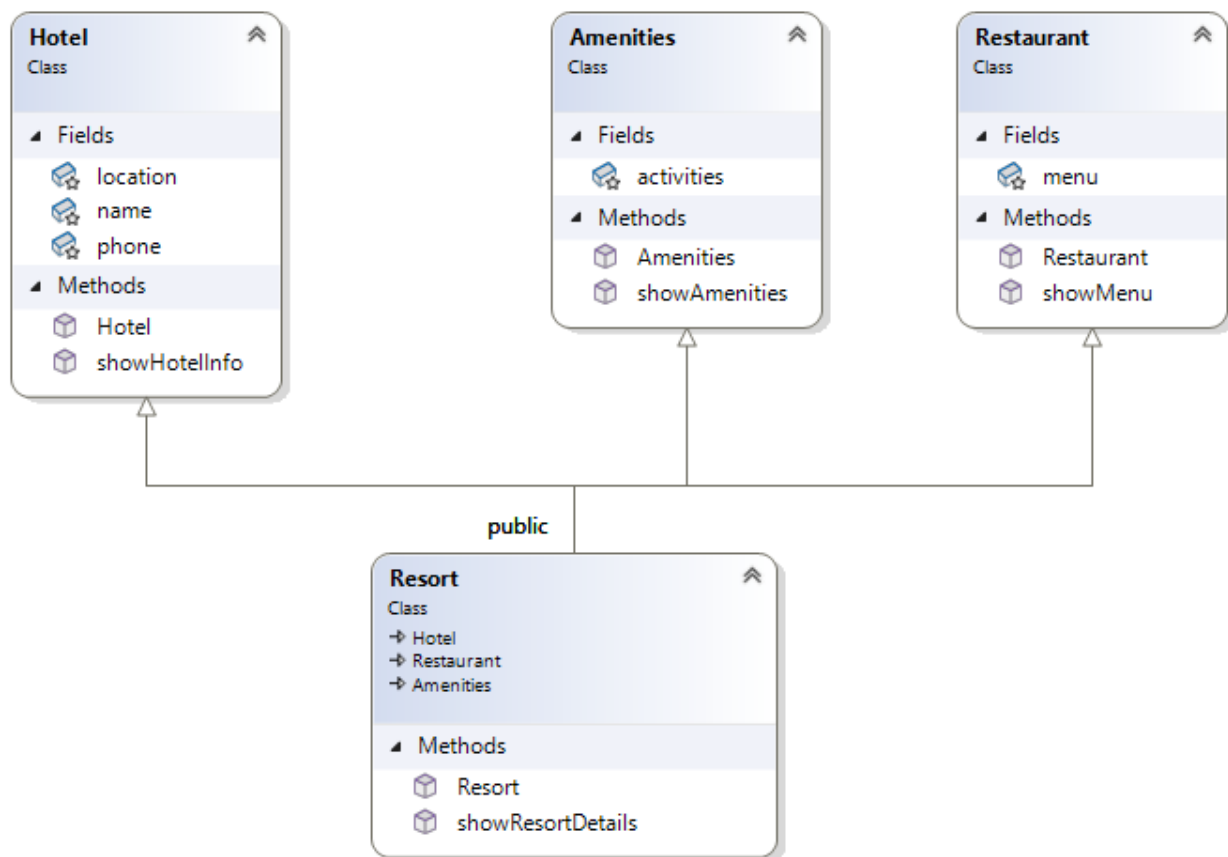 Hotel
Class
Fields
location
name
phone
Methods
Hotel
showHotelInfo
Amenities
Class
Fields
activities
Methods
Amenities
showAmenities
Restaurant
Class
Fields
menu
Methods
Restaurant
showMenu
public
Resort
Class
Hotel
Restaurant
Amenities
Methods
Resort
showResortDetails